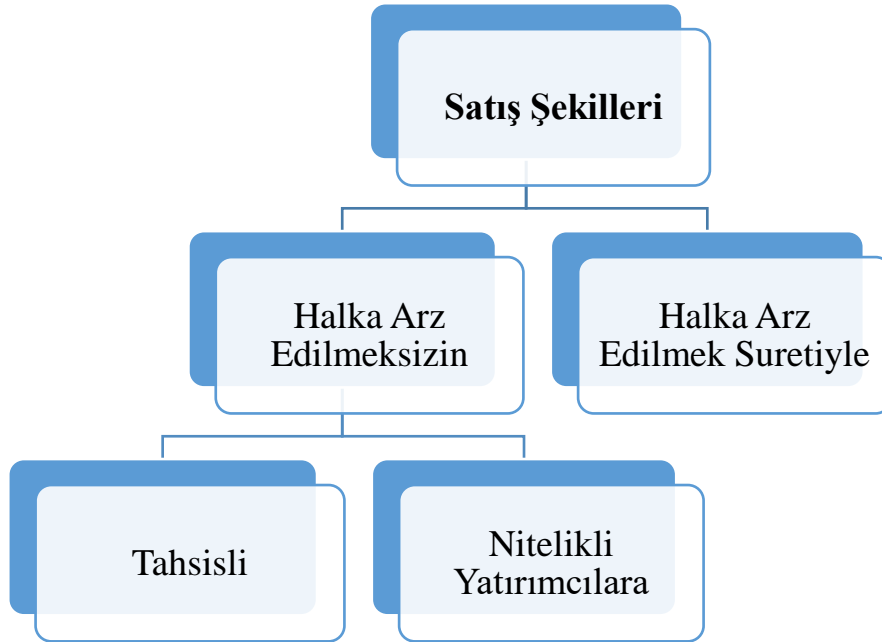 Satış Şekilleri
Halka Arz
Edilmeksizin
Halka Arz
Edilmek Suretiyle
Tahsisli
Nitelikli
Yatırımcılara